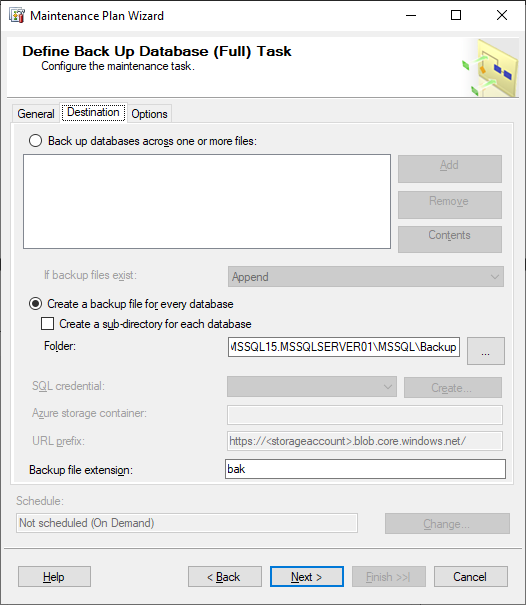 Maintenance Plan Wizard
Define Back Up Database (Full) Task
Configure the maintenance task.
General Destination Options
Back up databases across one or more files:
Add
Remove
Contents
If backup files exist: Append
Create a backup file for every database
Create a sub-directory for each database
Folder: MSSQL15.MSSQLSERVER01\MSSQL\Backup ...
SQL credential: Create...
Azure storage container:
URL prefix: https://<storageaccount>.blob.core.windows.net/
Backup file extension: bak
Schedule:
Not scheduled (On Demand) Change...
Help < Back Next > Finish >>| Cancel